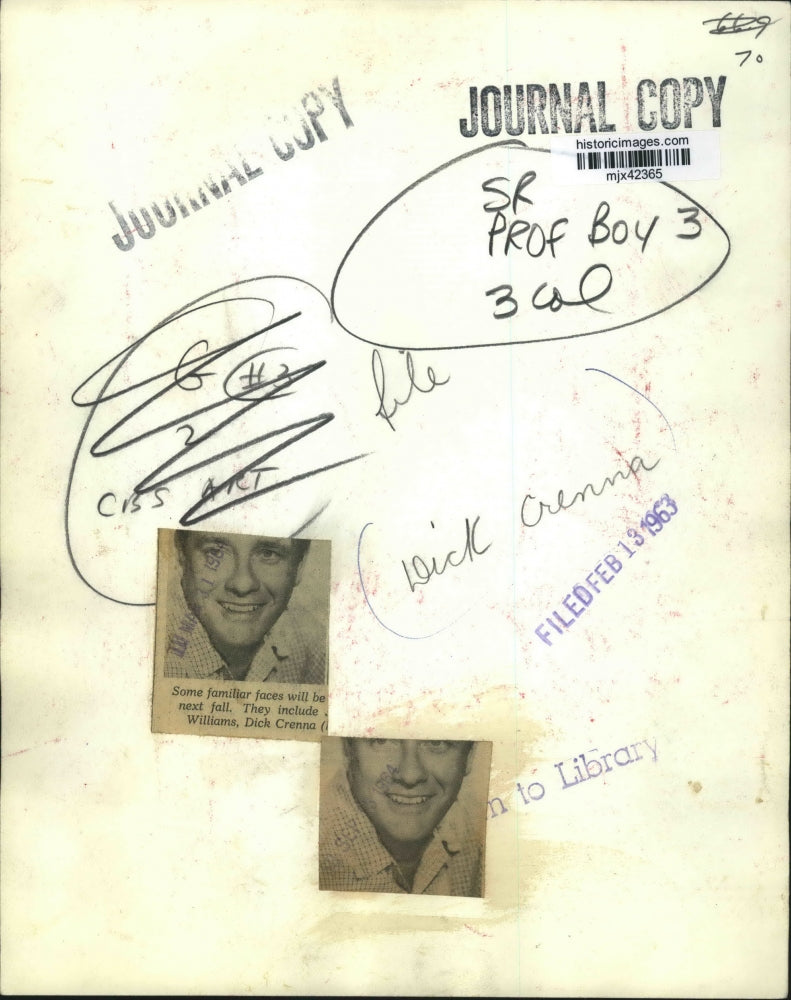 70
JOURNAL COPY
JOURNAL COPY
historicimages.com
mjx42365
SR
PROF BOY 3
3 Col
G #3
2
CBS ART
file
Dick Crenna
FILED FEB 13 1963
Some familiar faces will be
next fall. They include
Williams, Dick Crenna (
n to Library